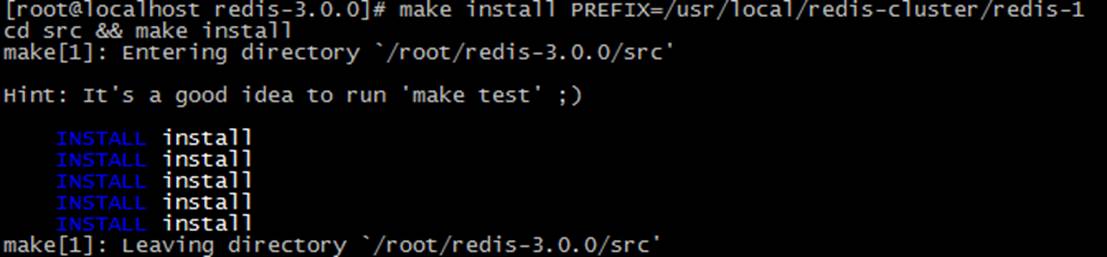 [root@localhost redis-3.0.0]# make install PREFIX=/usr/local/redis-cluster/redis-1
cd src && make install
make[1]: Entering directory `/root/redis-3.0.0/src'
Hint: It's a good idea to run 'make test' ;)
INSTALL install
INSTALL install
INSTALL install
INSTALL install
INSTALL install
make[1]: Leaving directory `/root/redis-3.0.0/src'